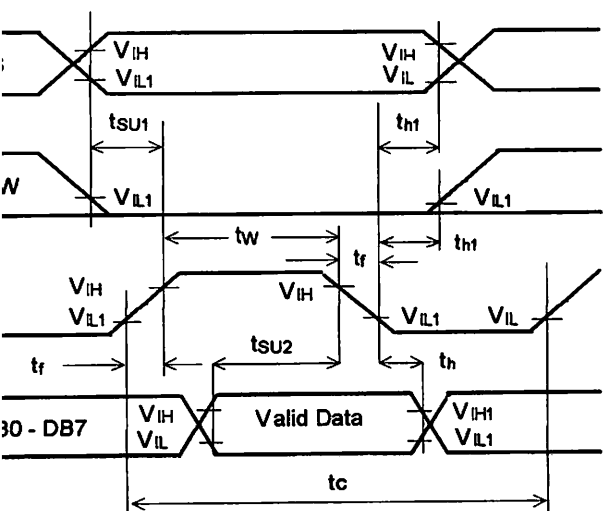 VIH VIH
VIL1 VIL
tSU1 th1
W VIL1 VIL1
tW th1
tf
VIH VIH
VIL1 VIL1 VIL
tf tSU2 th
VIH Valid Data VIH1
30 - DB7 VIL VIL1
tc